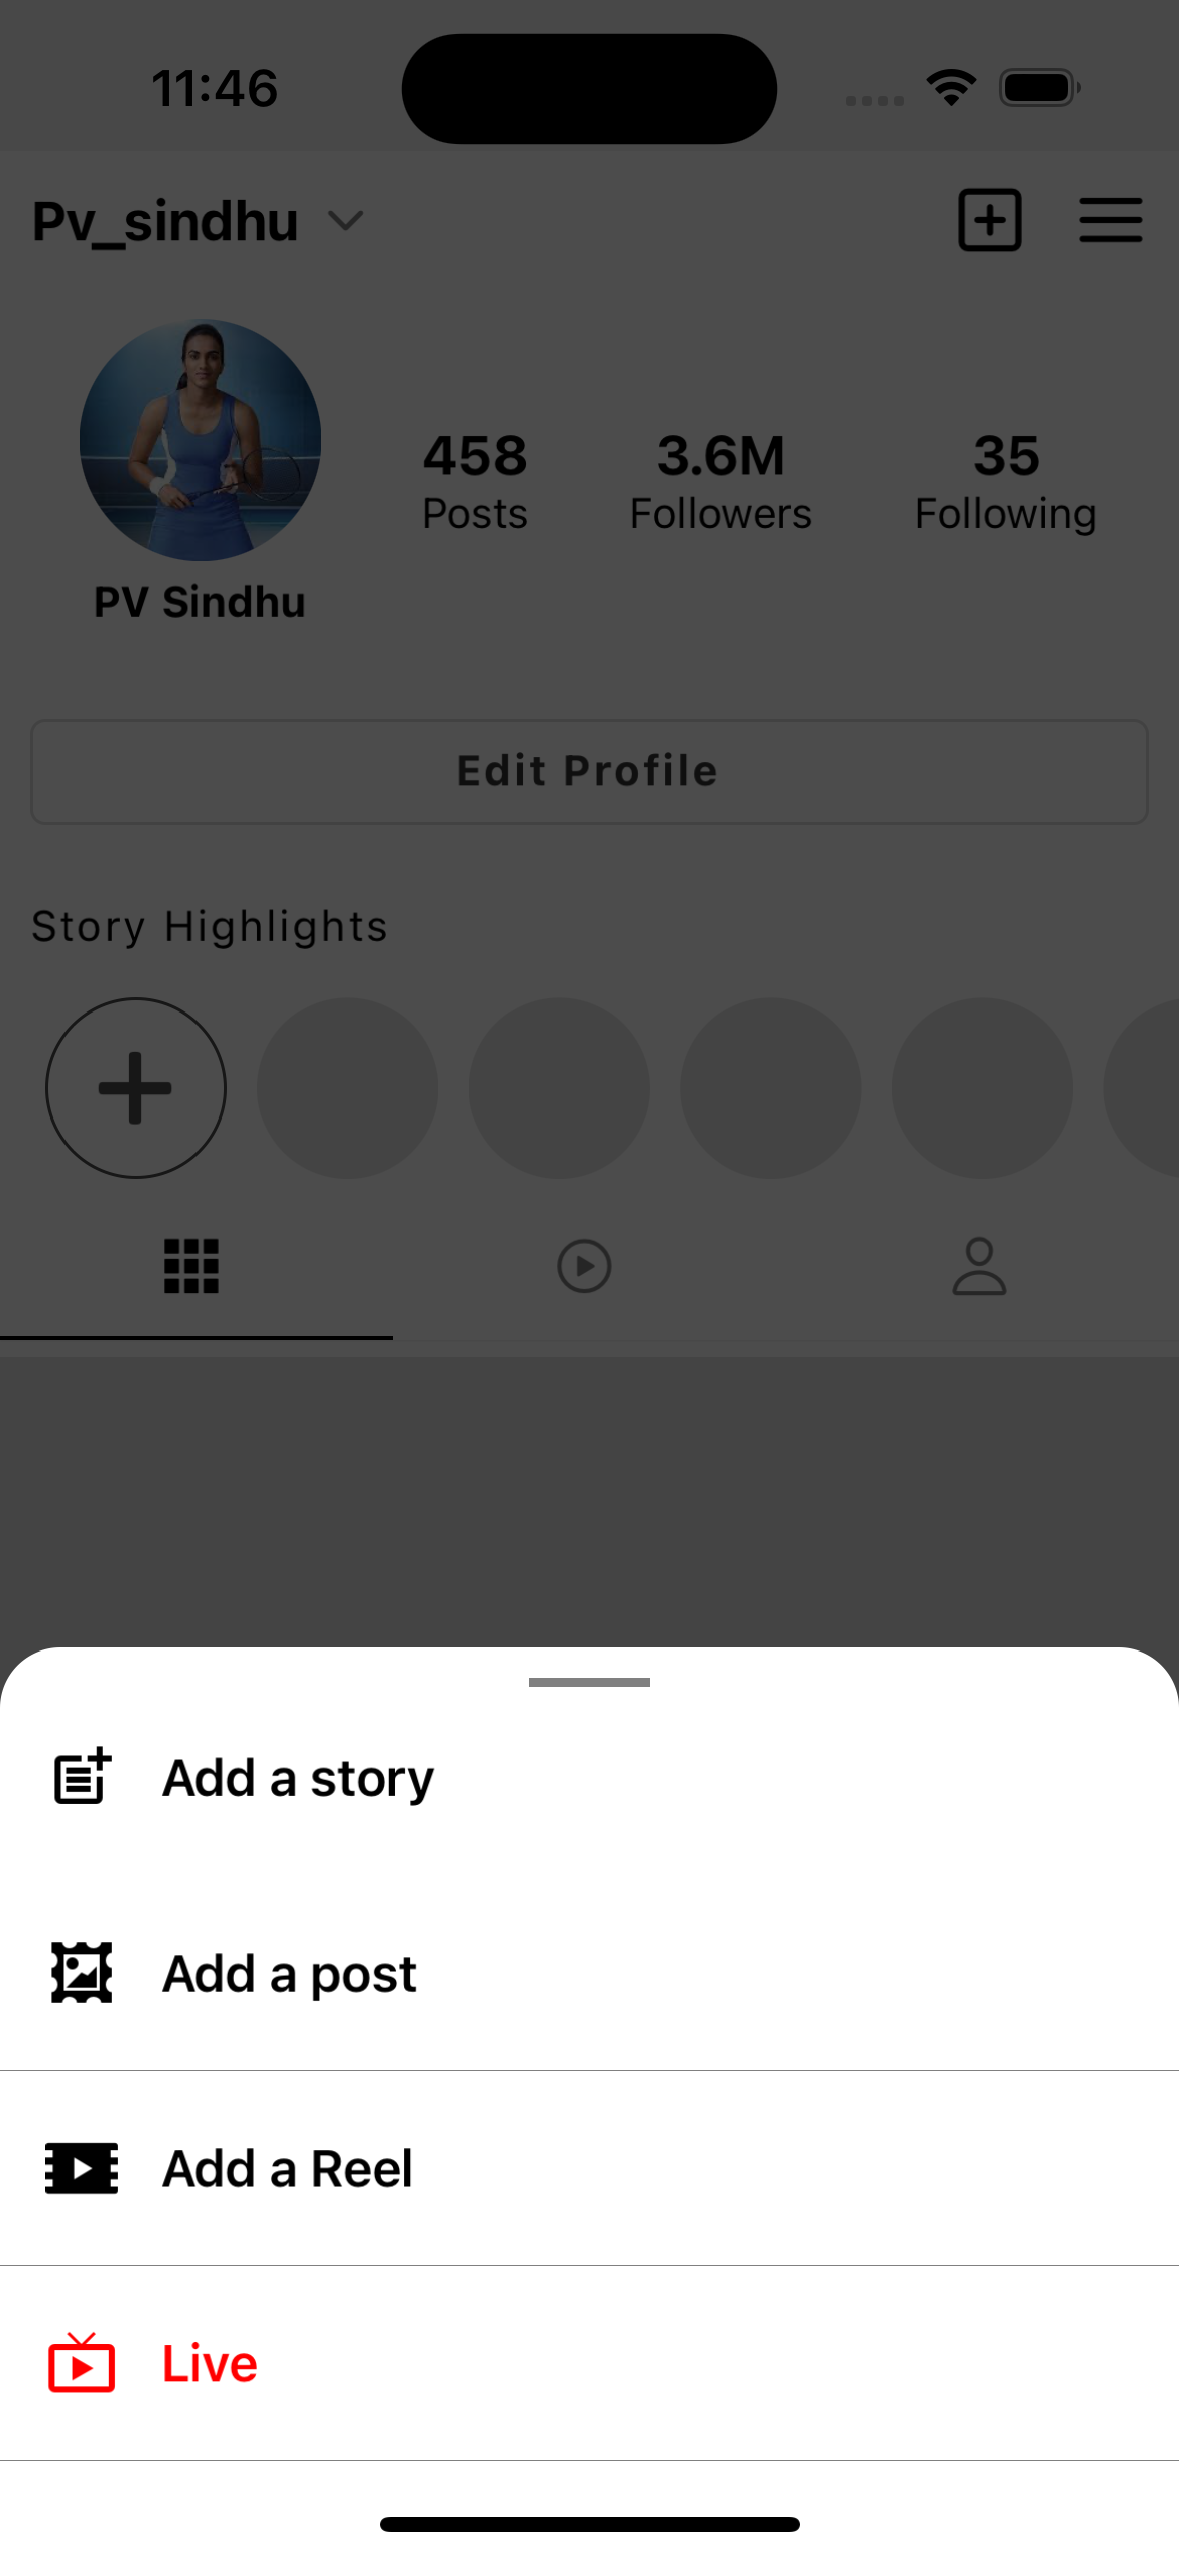 11:46
Pv_sindhu
458 3.6M 35
Posts Followers Following
PV Sindhu
Edit Profile
Story Highlights
Add a story
Add a post
Add a Reel
Live